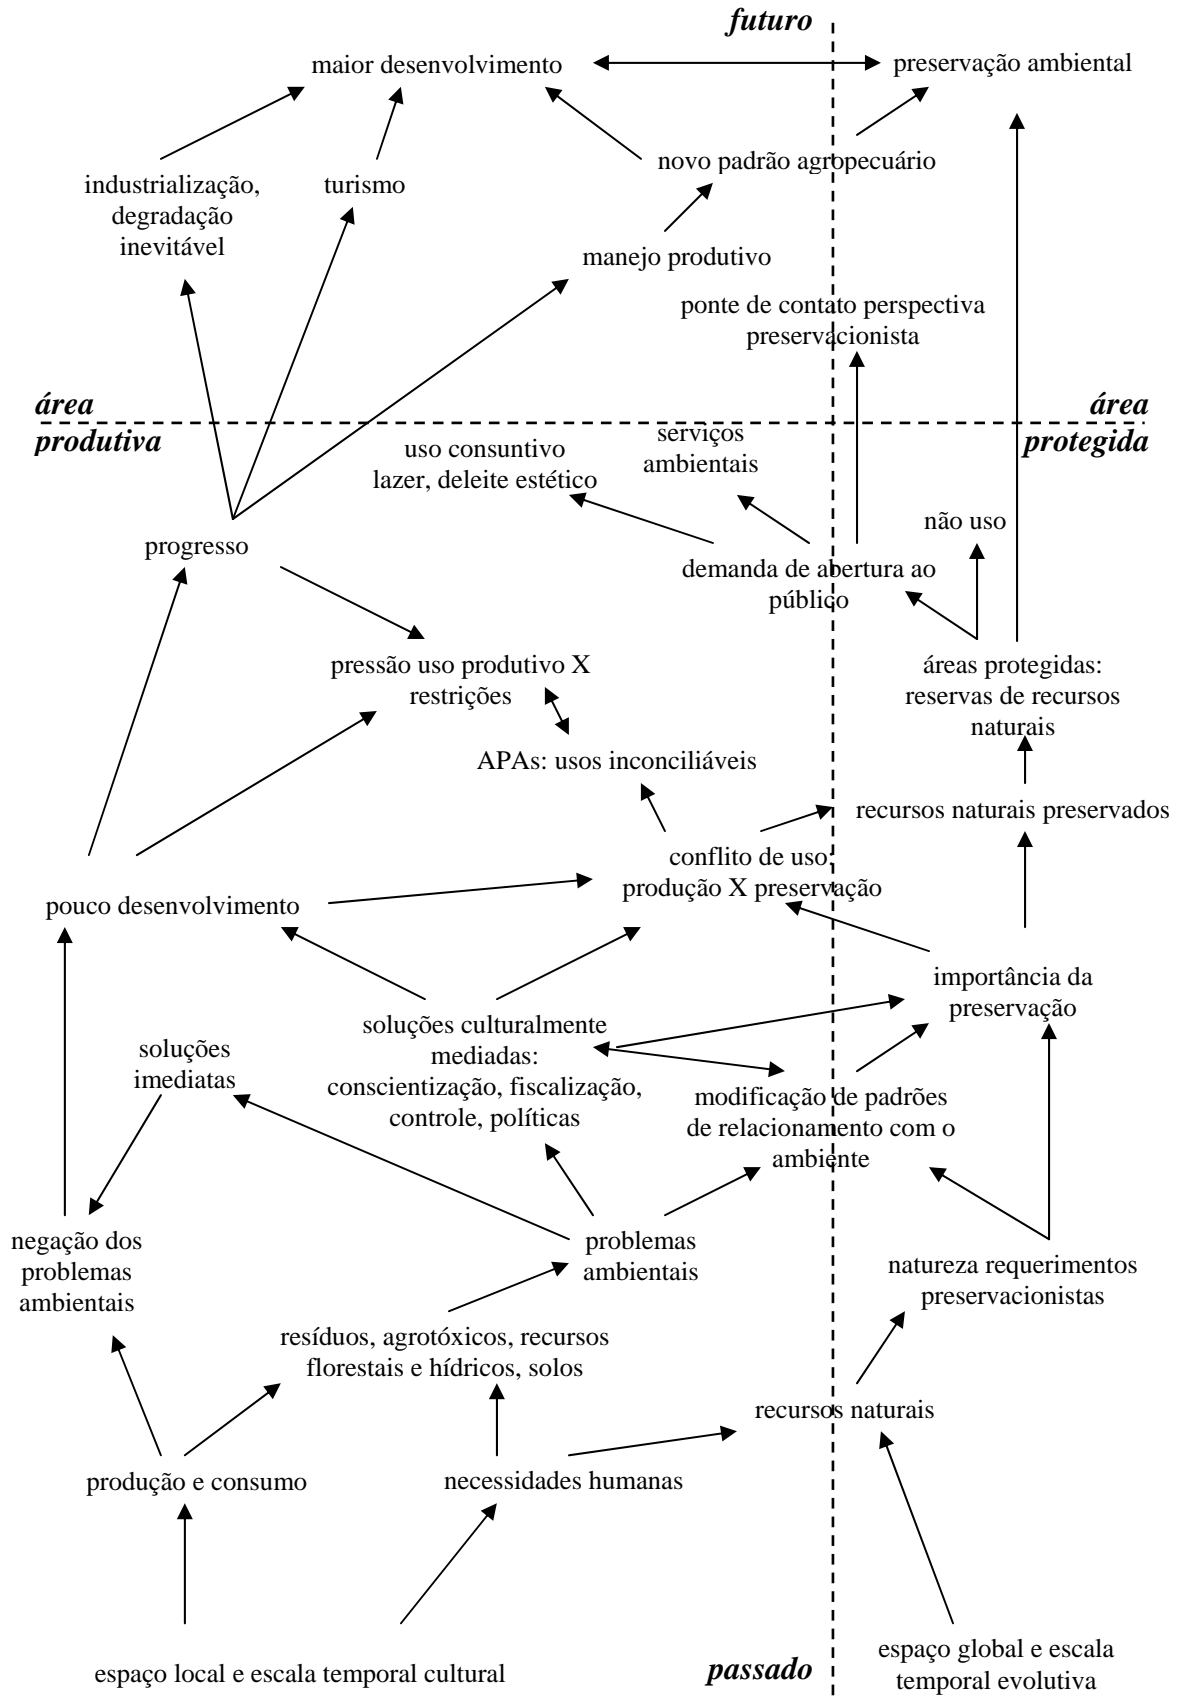 futuro
maior desenvolvimento
preservação ambiental
novo padrão agropecuário
industrialização,
degradação
inevitável
turismo
manejo produtivo
ponte de contato perspectiva
preservacionista
área
produtiva
área
protegida
uso consuntivo
lazer, deleite estético
serviços
ambientais
não uso
progresso
demanda de abertura ao
público
pressão uso produtivo X
restrições
áreas protegidas:
reservas de recursos
naturais
APAs: usos inconciliáveis
recursos naturais preservados
conflito de uso:
produção X preservação
pouco desenvolvimento
importância da
preservação
soluções culturalmente
mediadas:
conscientização, fiscalização,
controle, políticas
soluções
imediatas
modificação de padrões
de relacionamento com o
ambiente
negação dos
problemas
ambientais
problemas
ambientais
natureza requerimentos
preservacionistas
resíduos, agrotóxicos, recursos
florestais e hídricos, solos
recursos naturais
produção e consumo
necessidades humanas
espaço local e escala temporal cultural
passado
espaço global e escala
temporal evolutiva